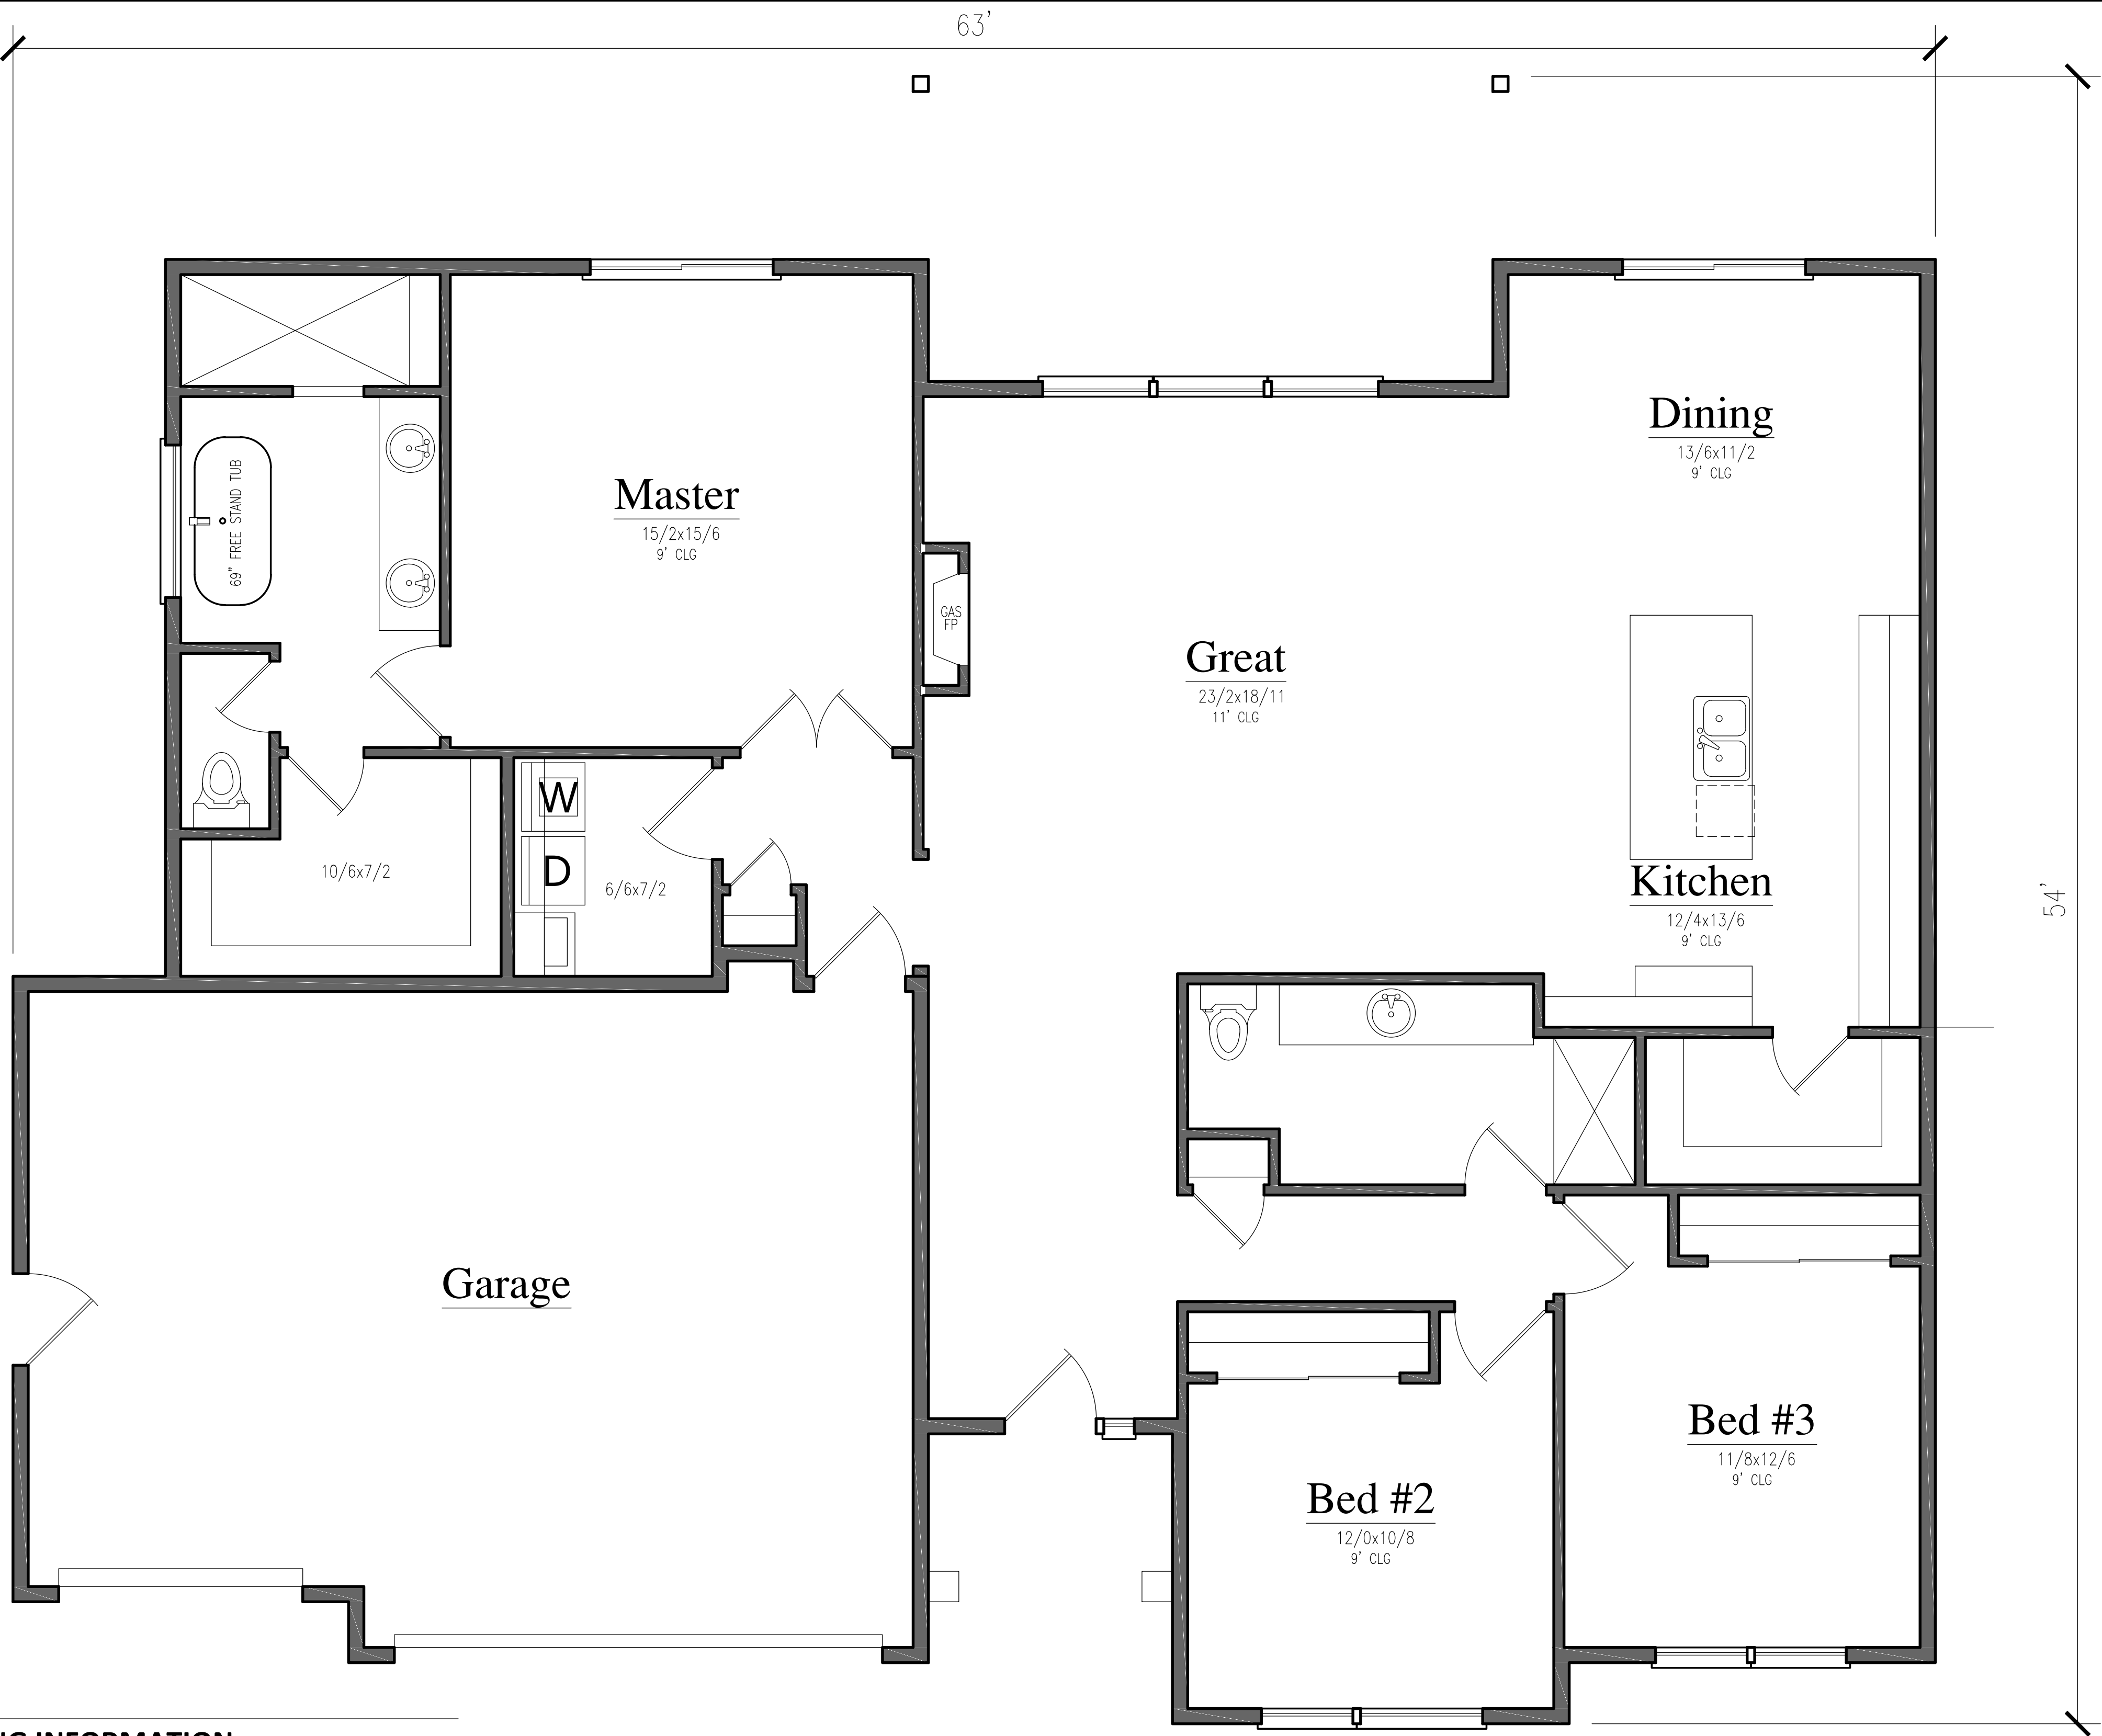 63'
Dining
13/6x11/2
9' CLG
69" FREE STAND TUB
Master
15/2x15/6
9' CLG
GAS
FP
Great
23/2x18/11
11' CLG
W
D
10/6x7/2
6/6x7/2
Kitchen
12/4x13/6
9' CLG
54'
Garage
Bed #3
11/8x12/6
9' CLG
Bed #2
12/0x10/8
9' CLG
INFORMATION